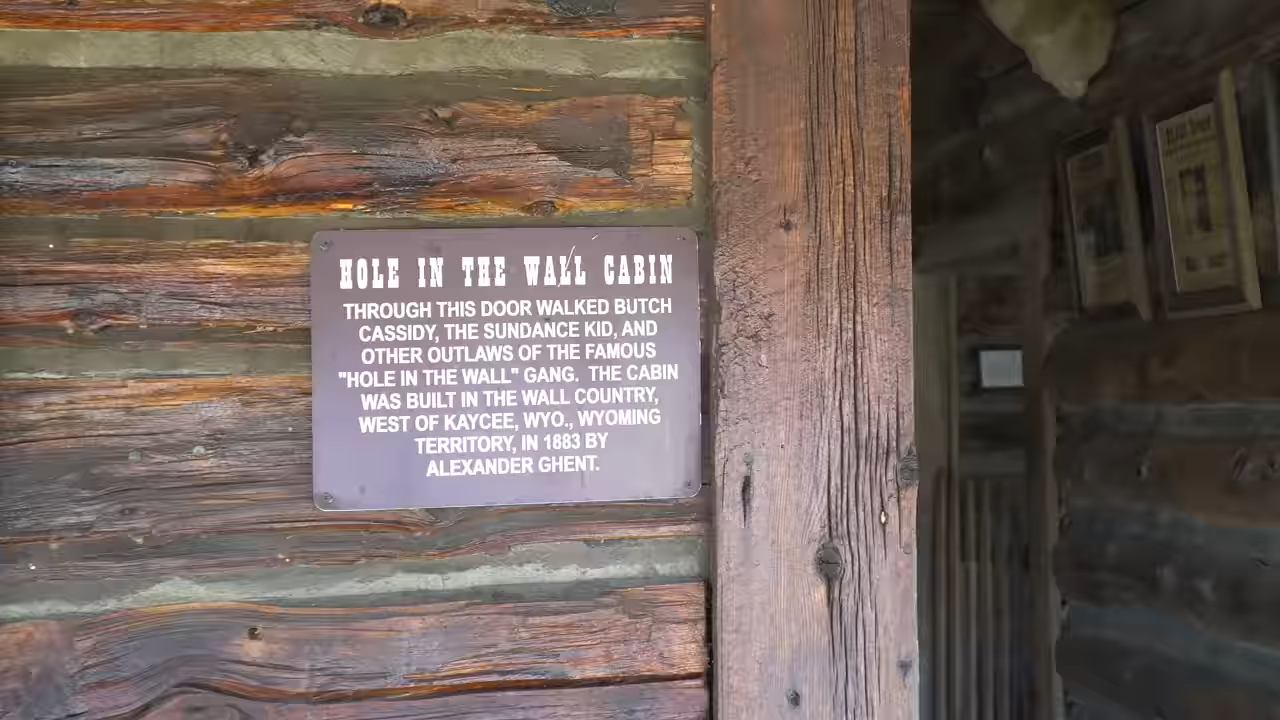 HOLE IN THE WALL CABIN
THROUGH THIS DOOR WALKED BUTCH
CASSIDY, THE SUNDANCE KID, AND
OTHER OUTLAWS OF THE FAMOUS
"HOLE IN THE WALL" GANG. THE CABIN
WAS BUILT IN THE WALL COUNTRY,
WEST OF KAYCEE, WYO., WYOMING
TERRITORY, IN 1883 BY
ALEXANDER GHENT.